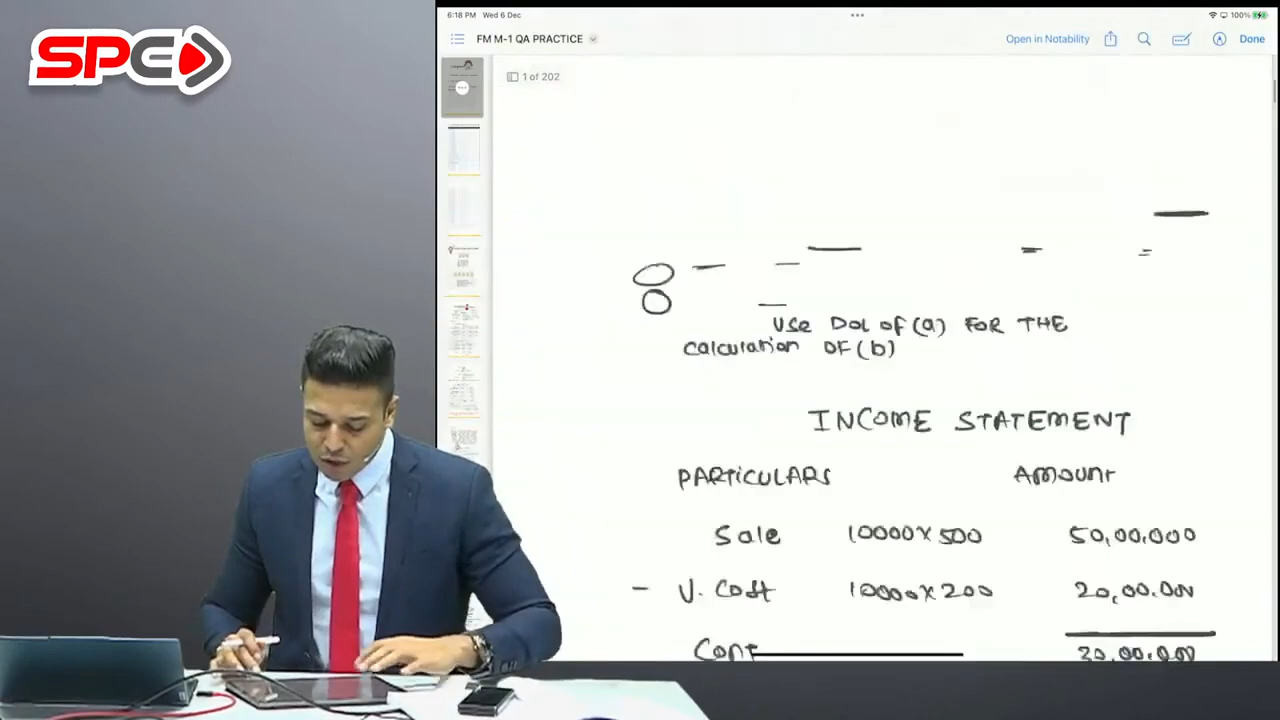 SPC
6:18 PM Wed 6 Dec
100%
FM M-1 QA PRACTICE
Open in Notability
Done
1 of 202
USE DOL OF (a) FOR THE
Calculation OF (b)
INCOME STATEMENT
PARTICULARS AMOUNT
Sale 10000 x 500 50,00,000
- V. Cost 10000 x 200 20,00,000
Cont 30,00,000